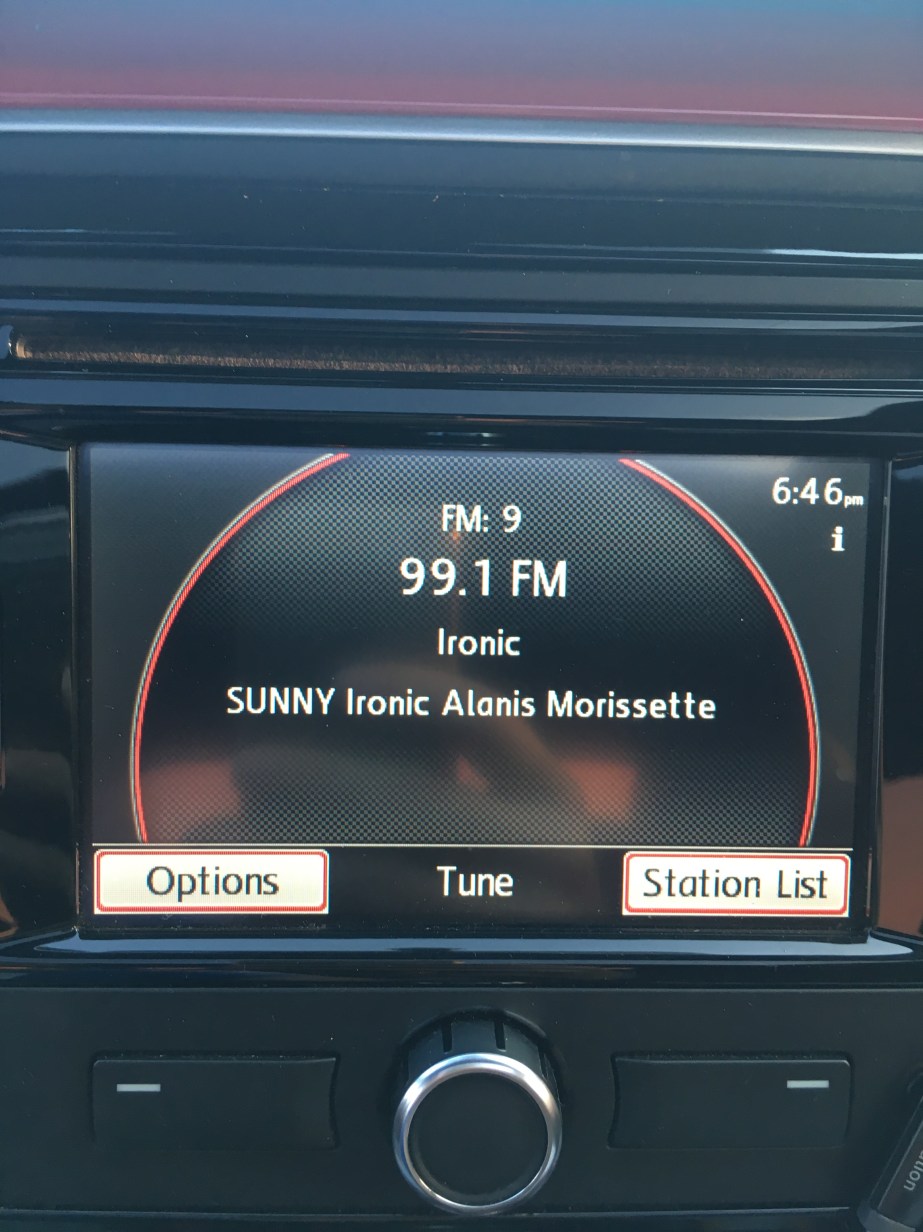 6:46pm
i
FM: 9
99.1 FM
Ironic
SUNNY Ironic Alanis Morissette
Options
Tune
Station List